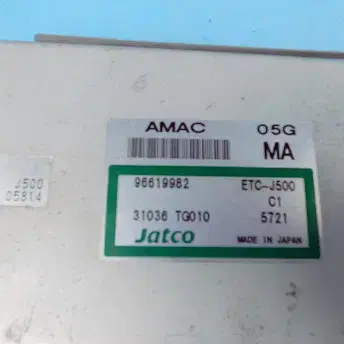 AMAC 05G
MA
96619982 ETC-J500
C1
31036 TG010 5721
Jatco MADE IN JAPAN
J500
05814